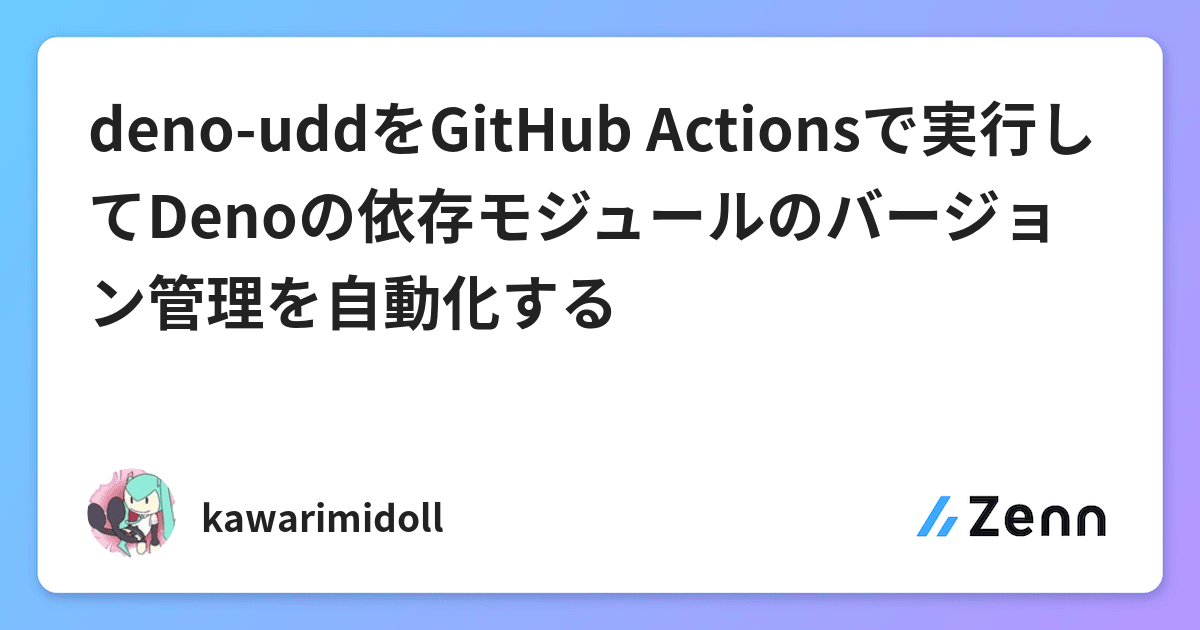 deno-uddをGitHub Actionsで実行し
てDenoの依存モジュールのバージョ
ン管理を自動化する
kawarimidoll
Zenn